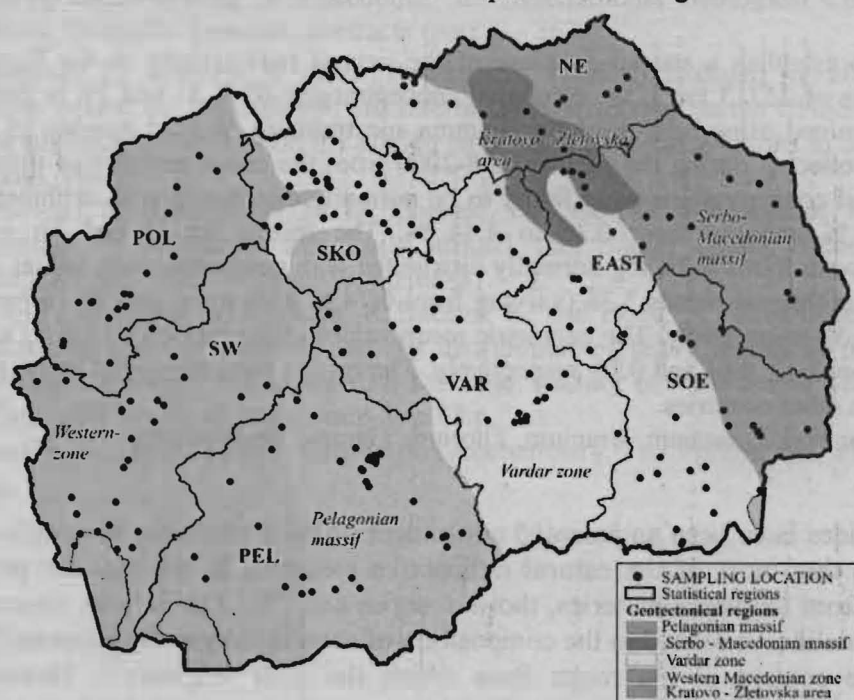 NE
Kratovo Zletovska
area
POL
SKO
EAST
Serbo-
Macedonian
massif
SW
VAR
SOE
Western-
zone
Vardar zone
Pelagonian
massif
PEL
SAMPLING LOCATION
Statistical regions
Geotectonical regions
Pelagonian massif
Serbo - Macedonian massif
Vardar zone
Western Macedonian zone
Kratovo - Zletovska area